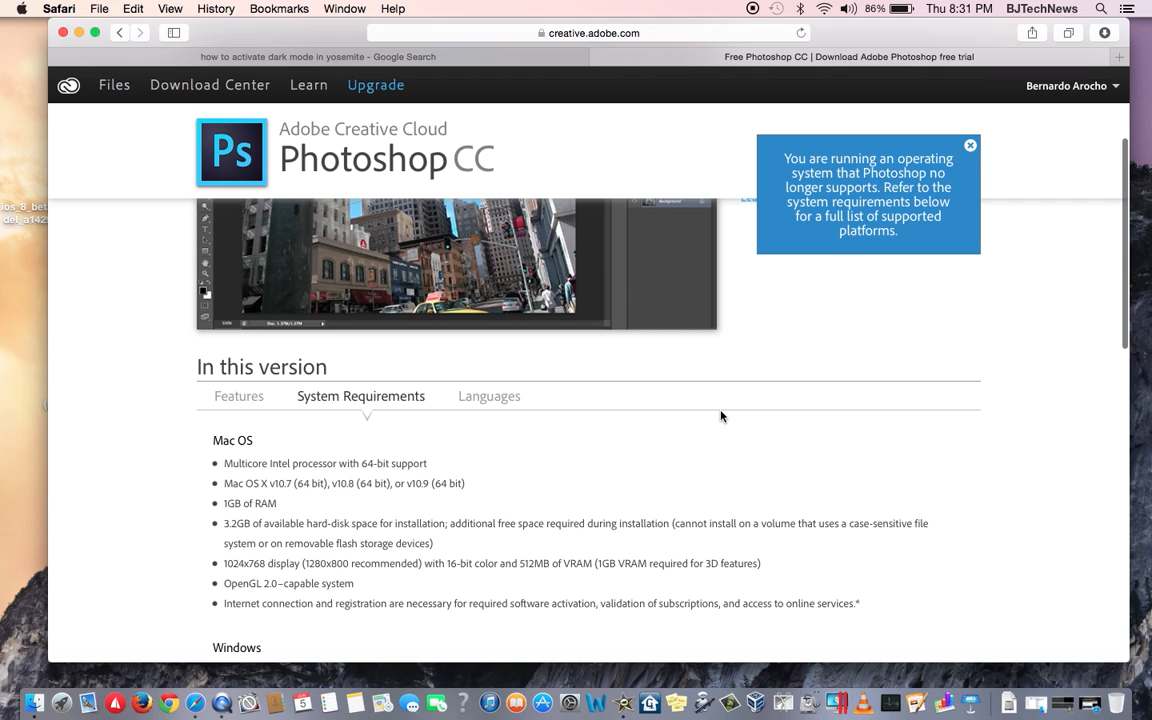 Safari File Edit View History Bookmarks Window Help 86% Thu 8:31 PM BJTechNews
creative.adobe.com
how to activate dark mode in yosemite - Google Search
Free Photoshop CC | Download Adobe Photoshop free trial
Files Download Center Learn Upgrade Bernardo Arocho
Ps
Adobe Creative Cloud
Photoshop CC
You are running an operating
system that Photoshop no
longer supports. Refer to the
system requirements below
for a full list of supported
platforms.
In this version
Features System Requirements Languages
Mac OS
• Multicore Intel processor with 64-bit support
• Mac OS X v10.7 (64 bit), v10.8 (64 bit), or v10.9 (64 bit)
• 1GB of RAM
• 3.2GB of available hard-disk space for installation; additional free space required during installation (cannot install on a volume that uses a case-sensitive file
system or on removable flash storage devices)
• 1024x768 display (1280x800 recommended) with 16-bit color and 512MB of VRAM (1GB VRAM required for 3D features)
• OpenGL 2.0–capable system
• Internet connection and registration are necessary for required software activation, validation of subscriptions, and access to online services.*
Windows